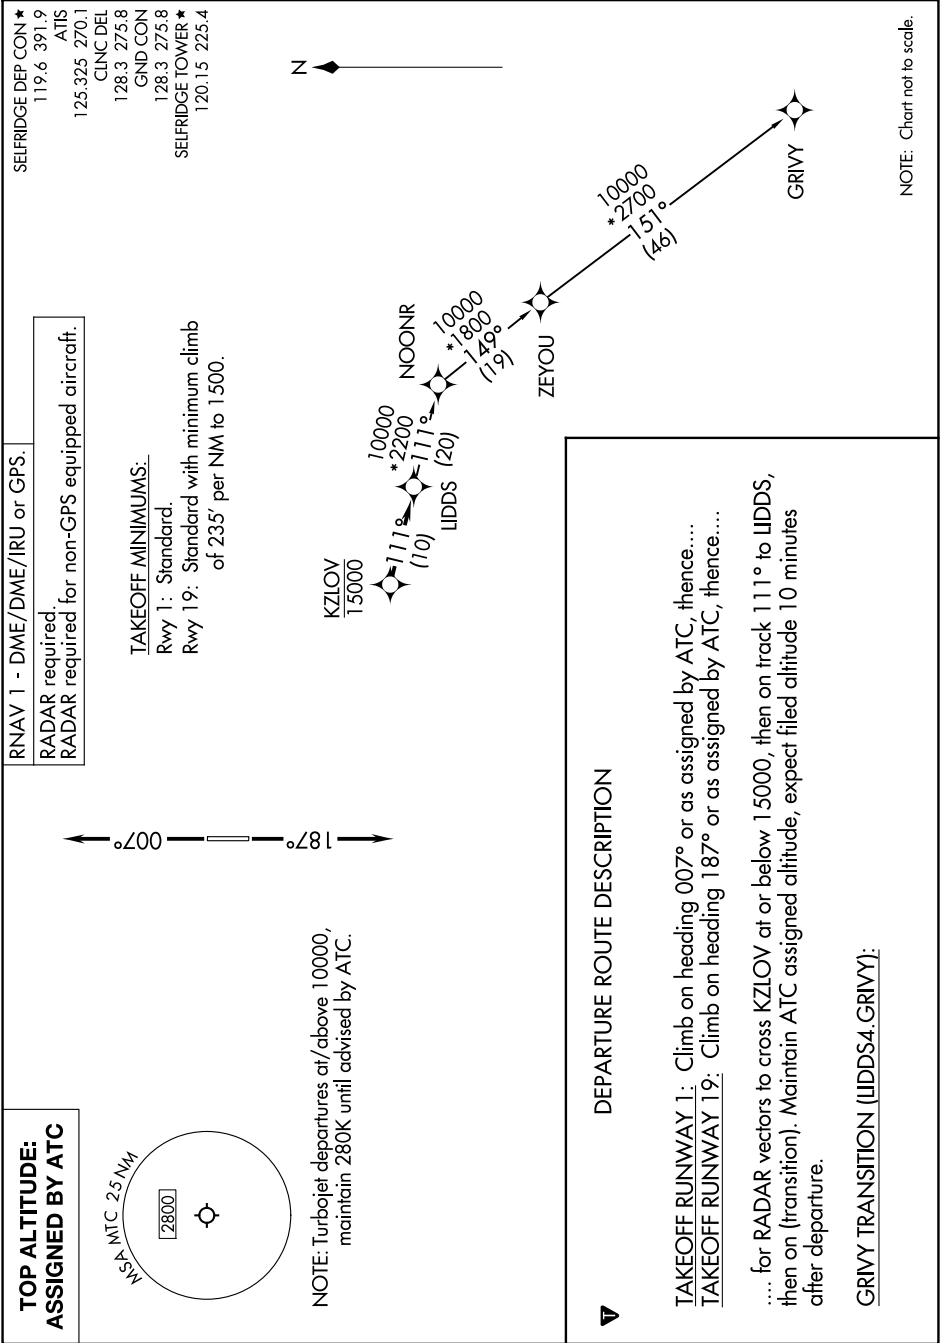 TOP ALTITUDE:
ASSIGNED BY ATC
RNAV 1 - DME/DME/IRU or GPS.
RADAR required.
RADAR required for non-GPS equipped aircraft.
SELFRIDGE DEP CON ★
119.6 391.9
ATIS
125.325 270.1
CLNC DEL
128.3 275.8
GND CON
128.3 275.8
SELFRIDGE TOWER ★
120.15 225.4
MSA MTC 25 NM
2800
007°
187°
TAKEOFF MINIMUMS:
Rwy 1: Standard.
Rwy 19: Standard with minimum climb
of 235' per NM to 1500.
N
NOTE: Turbojet departures at/above 10000,
maintain 280K until advised by ATC.
KZLOV
15000
111°
(10)
LIDDS
10000
*2200
111°
(20)
NOONR
10000
*1800
149°
(19)
ZEYOU
10000
*2700
151°
(46)
GRIVY
NOTE: Chart not to scale.
DEPARTURE ROUTE DESCRIPTION
T
TAKEOFF RUNWAY 1: Climb on heading 007° or as assigned by ATC, thence....
TAKEOFF RUNWAY 19: Climb on heading 187° or as assigned by ATC, thence....
.... for RADAR vectors to cross KZLOV at or below 15000, then on track 111° to LIDDS,
then on (transition). Maintain ATC assigned altitude, expect filed altitude 10 minutes
after departure.
GRIVY TRANSITION (LIDDS4.GRIVY):